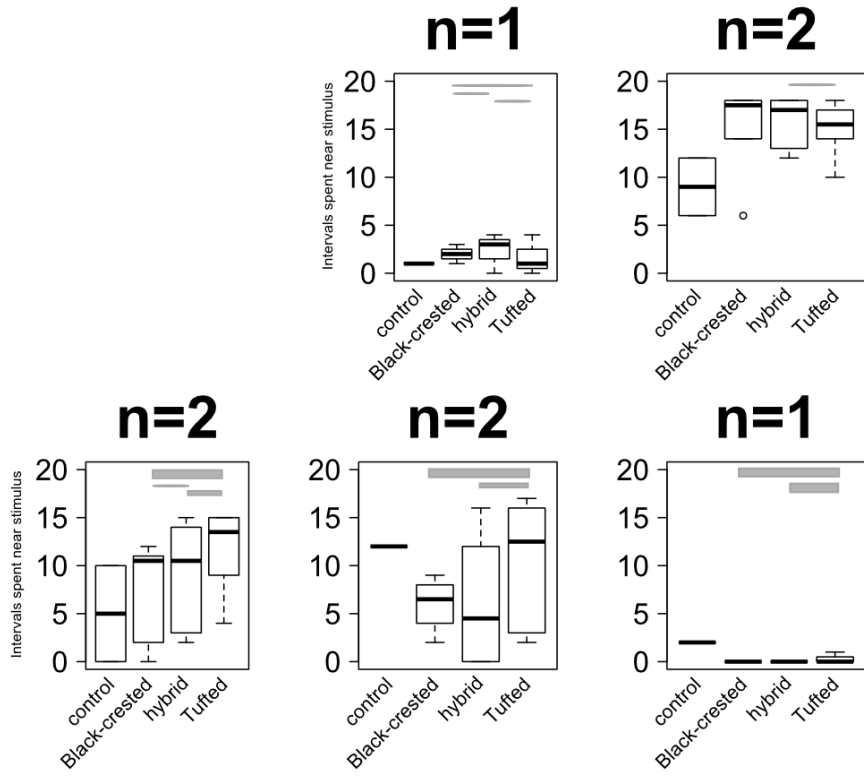 n=1
n=2
Intervals spent near stimulus
20
15
10
5
0
control
Black-crested
hybrid
Tufted
20
15
10
5
0
control
Black-crested
hybrid
Tufted
n=2
n=2
n=1
Intervals spent near stimulus
20
15
10
5
0
control
Black-crested
hybrid
Tufted
20
15
10
5
0
control
Black-crested
hybrid
Tufted
20
15
10
5
0
control
Black-crested
hybrid
Tufted